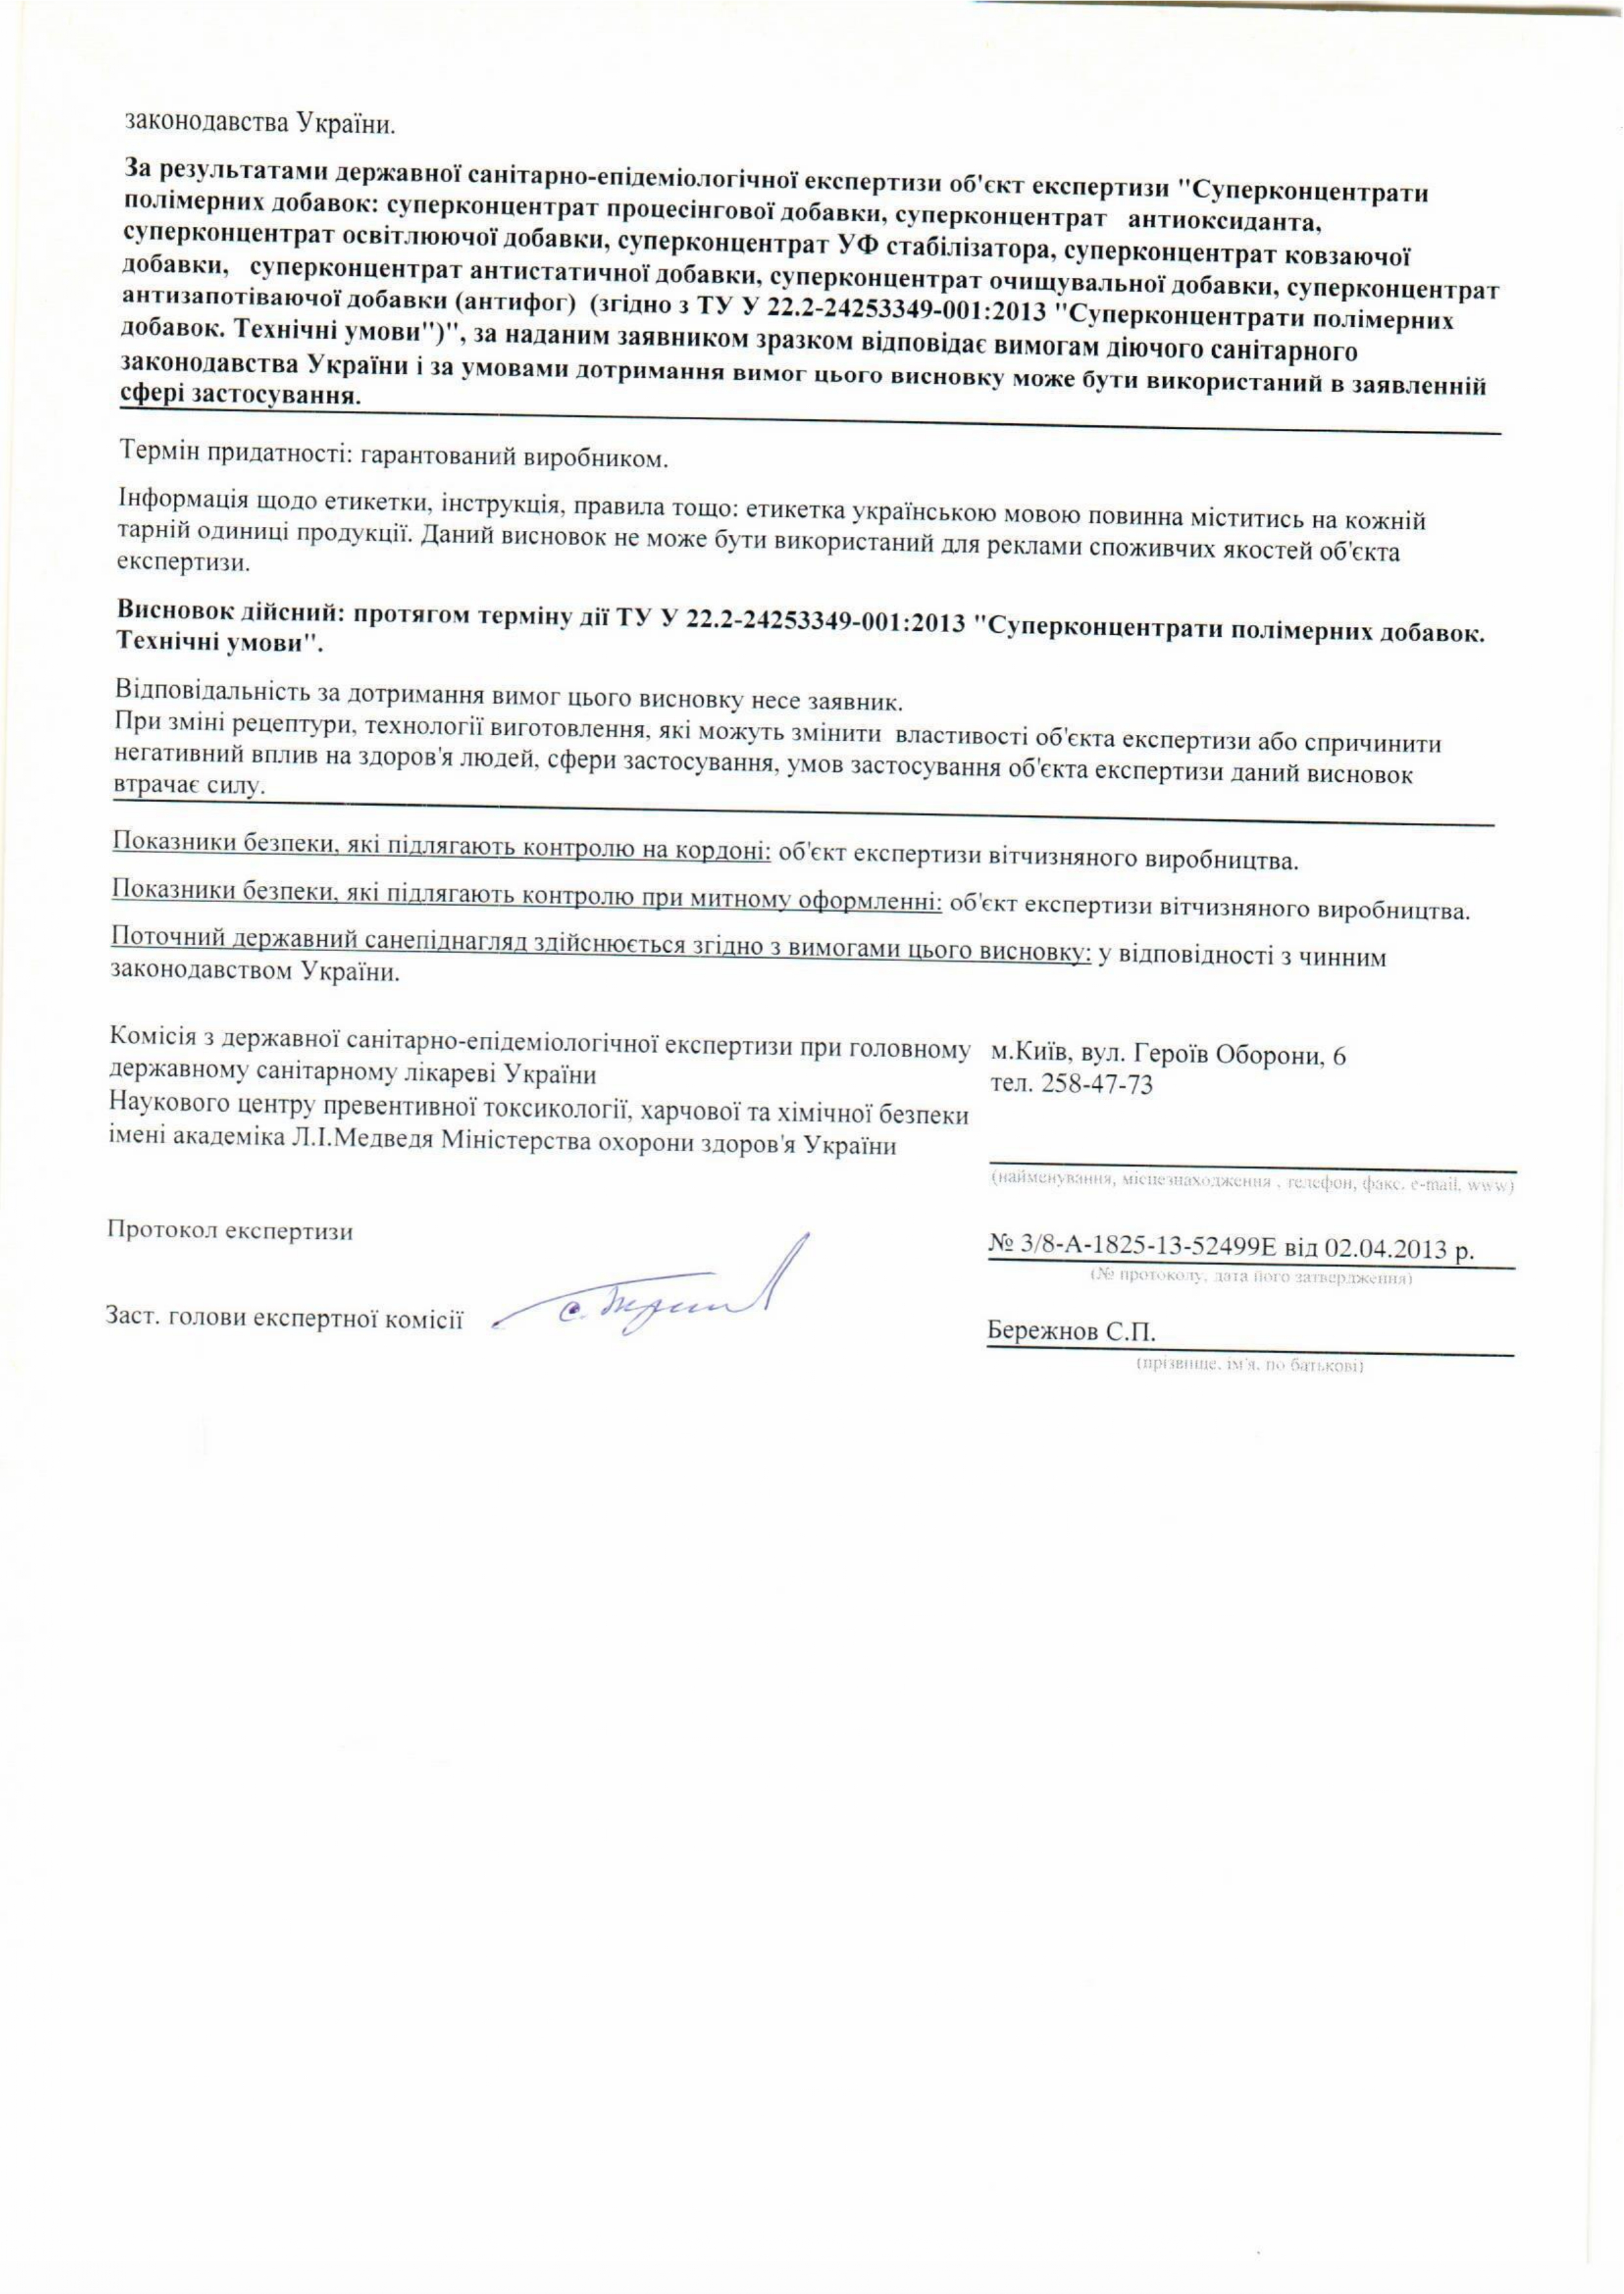 законодавства України.
За результатами державної санітарно-епідеміологічної експертизи об'єкт експертизи "Суперконцентрати
полімерних добавок: суперконцентрат процесінгової добавки, суперконцентрат антиоксиданта,
суперконцентрат освітлюючої добавки, суперконцентрат УФ стабілізатора, суперконцентрат ковзаючої
добавки, суперконцентрат антистатичної добавки, суперконцентрат очищувальної добавки, суперконцентрат
антизапотіваючої добавки (антифог) (згідно з ТУ У 22.2-24253349-001:2013 "Суперконцентрати полімерних
добавок. Технічні умови")", за наданим заявником зразком відповідає вимогам діючого санітарного
законодавства України і за умовами дотримання вимог цього висновку може бути використаний в заявленній
сфері застосування.
Термін придатності: гарантований виробником.
Інформація щодо етикетки, інструкція, правила тощо: етикетка українською мовою повинна міститись на кожній
тарній одиниці продукції. Даний висновок не може бути використаний для реклами споживчих якостей об'єкта
експертизи.
Висновок дійсний: протягом терміну дії ТУ У 22.2-24253349-001:2013 "Суперконцентрати полімерних добавок.
Технічні умови".
Відповідальність за дотримання вимог цього висновку несе заявник.
При зміні рецептури, технології виготовлення, які можуть змінити властивості об'єкта експертизи або спричинити
негативний вплив на здоров'я людей, сфери застосування, умов застосування об'єкта експертизи даний висновок
втрачає силу.
Показники безпеки, які підлягають контролю на кордоні: об'єкт експертизи вітчизняного виробництва.
Показники безпеки, які підлягають контролю при митному оформленні: об'єкт експертизи вітчизняного виробництва.
Поточний державний санепіднагляд здійснюється згідно з вимогами цього висновку: у відповідності з чинним
законодавством України.
Комісія з державної санітарно-епідеміологічної експертизи при головному
державному санітарному лікареві України
Наукового центру превентивної токсикології, харчової та хімічної безпеки
імені академіка Л.І.Медведя Міністерства охорони здоров'я України
м.Київ, вул. Героїв Оборони, 6
тел. 258-47-73
(найменування, місцезнаходження , телефон, факс, e-mail, www)
Протокол експертизи
№ 3/8-А-1825-13-52499Е від 02.04.2013 р.
(№ протоколу, дата його затвердження)
Заст. голови експертної комісії
Бережнов С.П.
(прізвище, ім'я, по батькові)